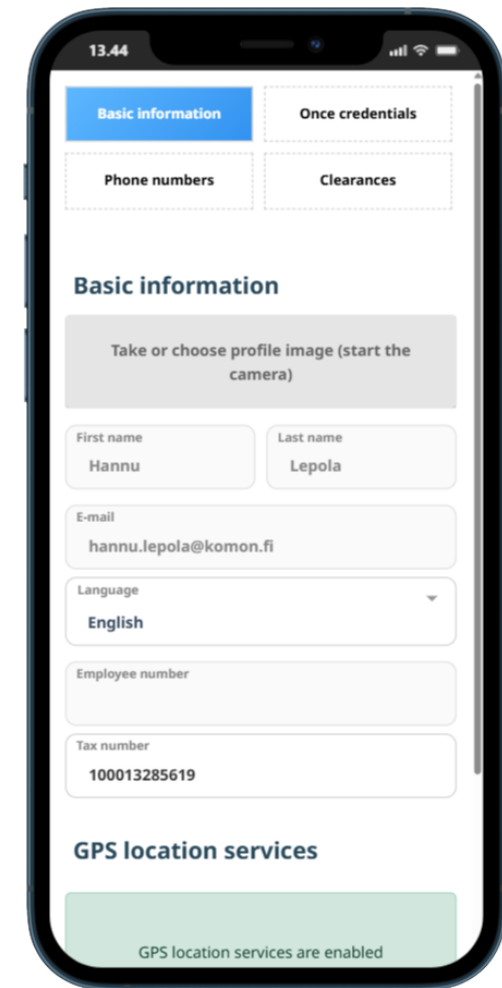 13.44
Basic information
Once credentials
Phone numbers
Clearances
Basic information
Take or choose profile image (start the
camera)
First name
Last name
Hannu
Lepola
E-mail
hannu.lepola@komon.fi
Language
English
Employee number
Tax number
100013285619
GPS location services
GPS location services are enabled